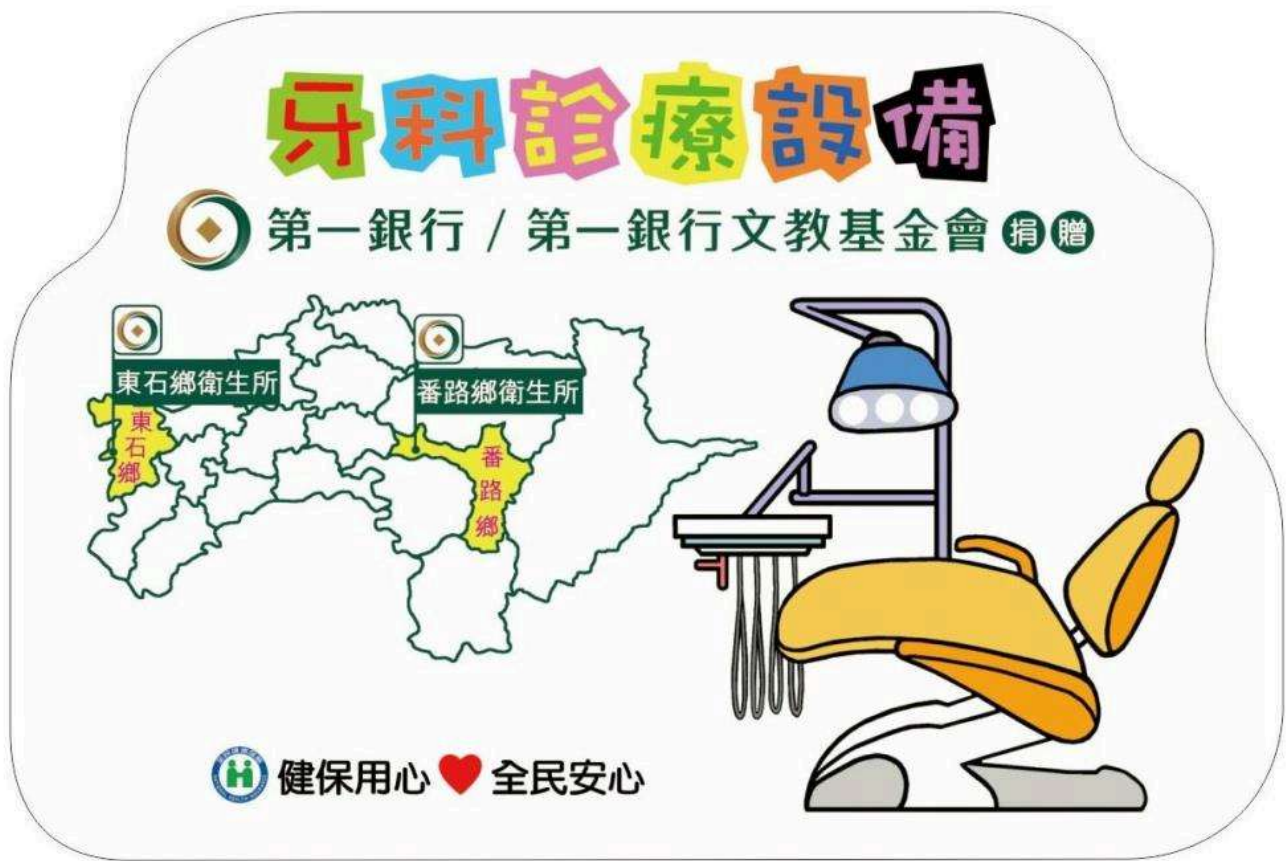 牙科診療設備
第一銀行 / 第一銀行文教基金會 捐贈
東石鄉衛生所
番路鄉衛生所
東石鄉
番路鄉
健保用心 全民安心